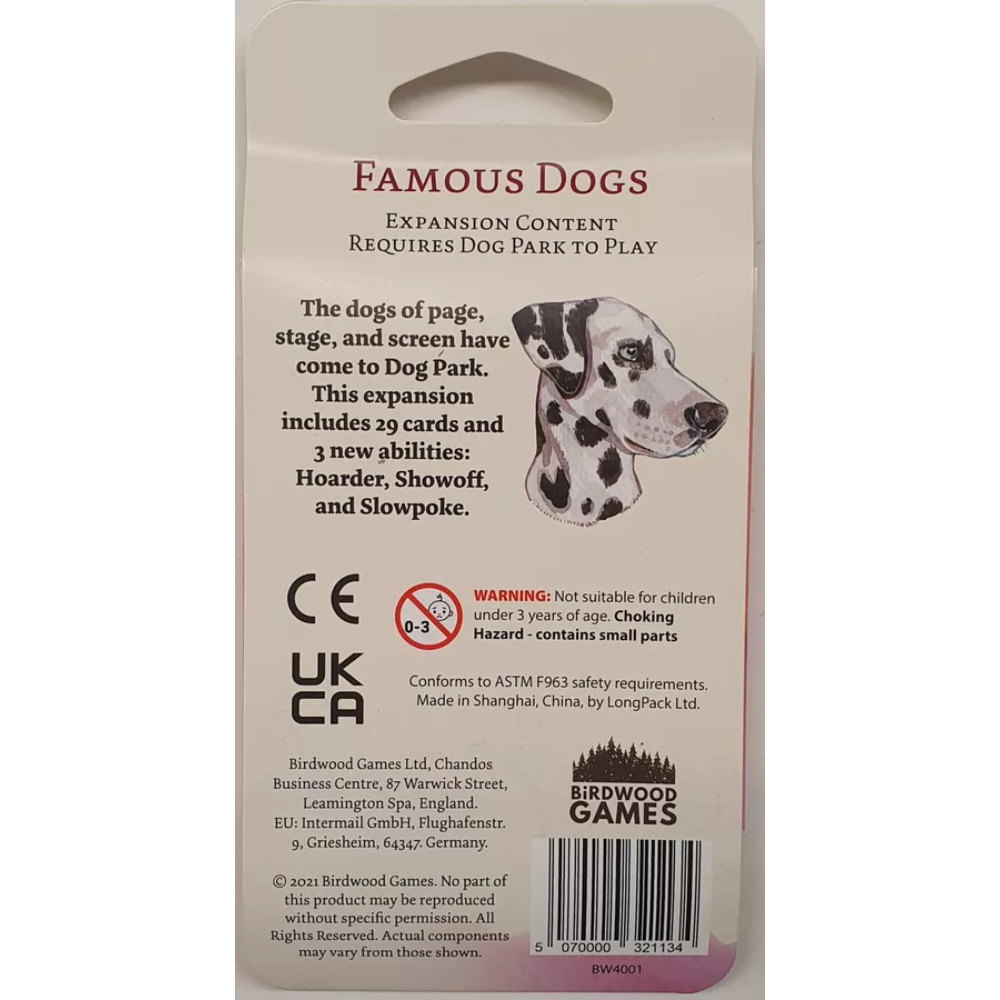 FAMOUS DOGS
EXPANSION CONTENT
REQUIRES DOG PARK TO PLAY
The dogs of page,
stage, and screen have
come to Dog Park.
This expansion
includes 29 cards and
3 new abilities:
Hoarder, Showoff,
and Slowpoke.
CE
UK
CA
0-3
WARNING: Not suitable for children
under 3 years of age. Choking
Hazard - contains small parts
Conforms to ASTM F963 safety requirements.
Made in Shanghai, China, by LongPack Ltd.
Birdwood Games Ltd, Chandos
Business Centre, 87 Warwick Street,
Leamington Spa, England.
EU: Intermail GmbH, Flughafenstr.
9, Griesheim, 64347. Germany.
© 2021 Birdwood Games. No part of
this product may be reproduced
without specific permission. All
Rights Reserved. Actual components
may vary from those shown.
BiRDWOOD
GAMES
5 070000 321134
BW4001